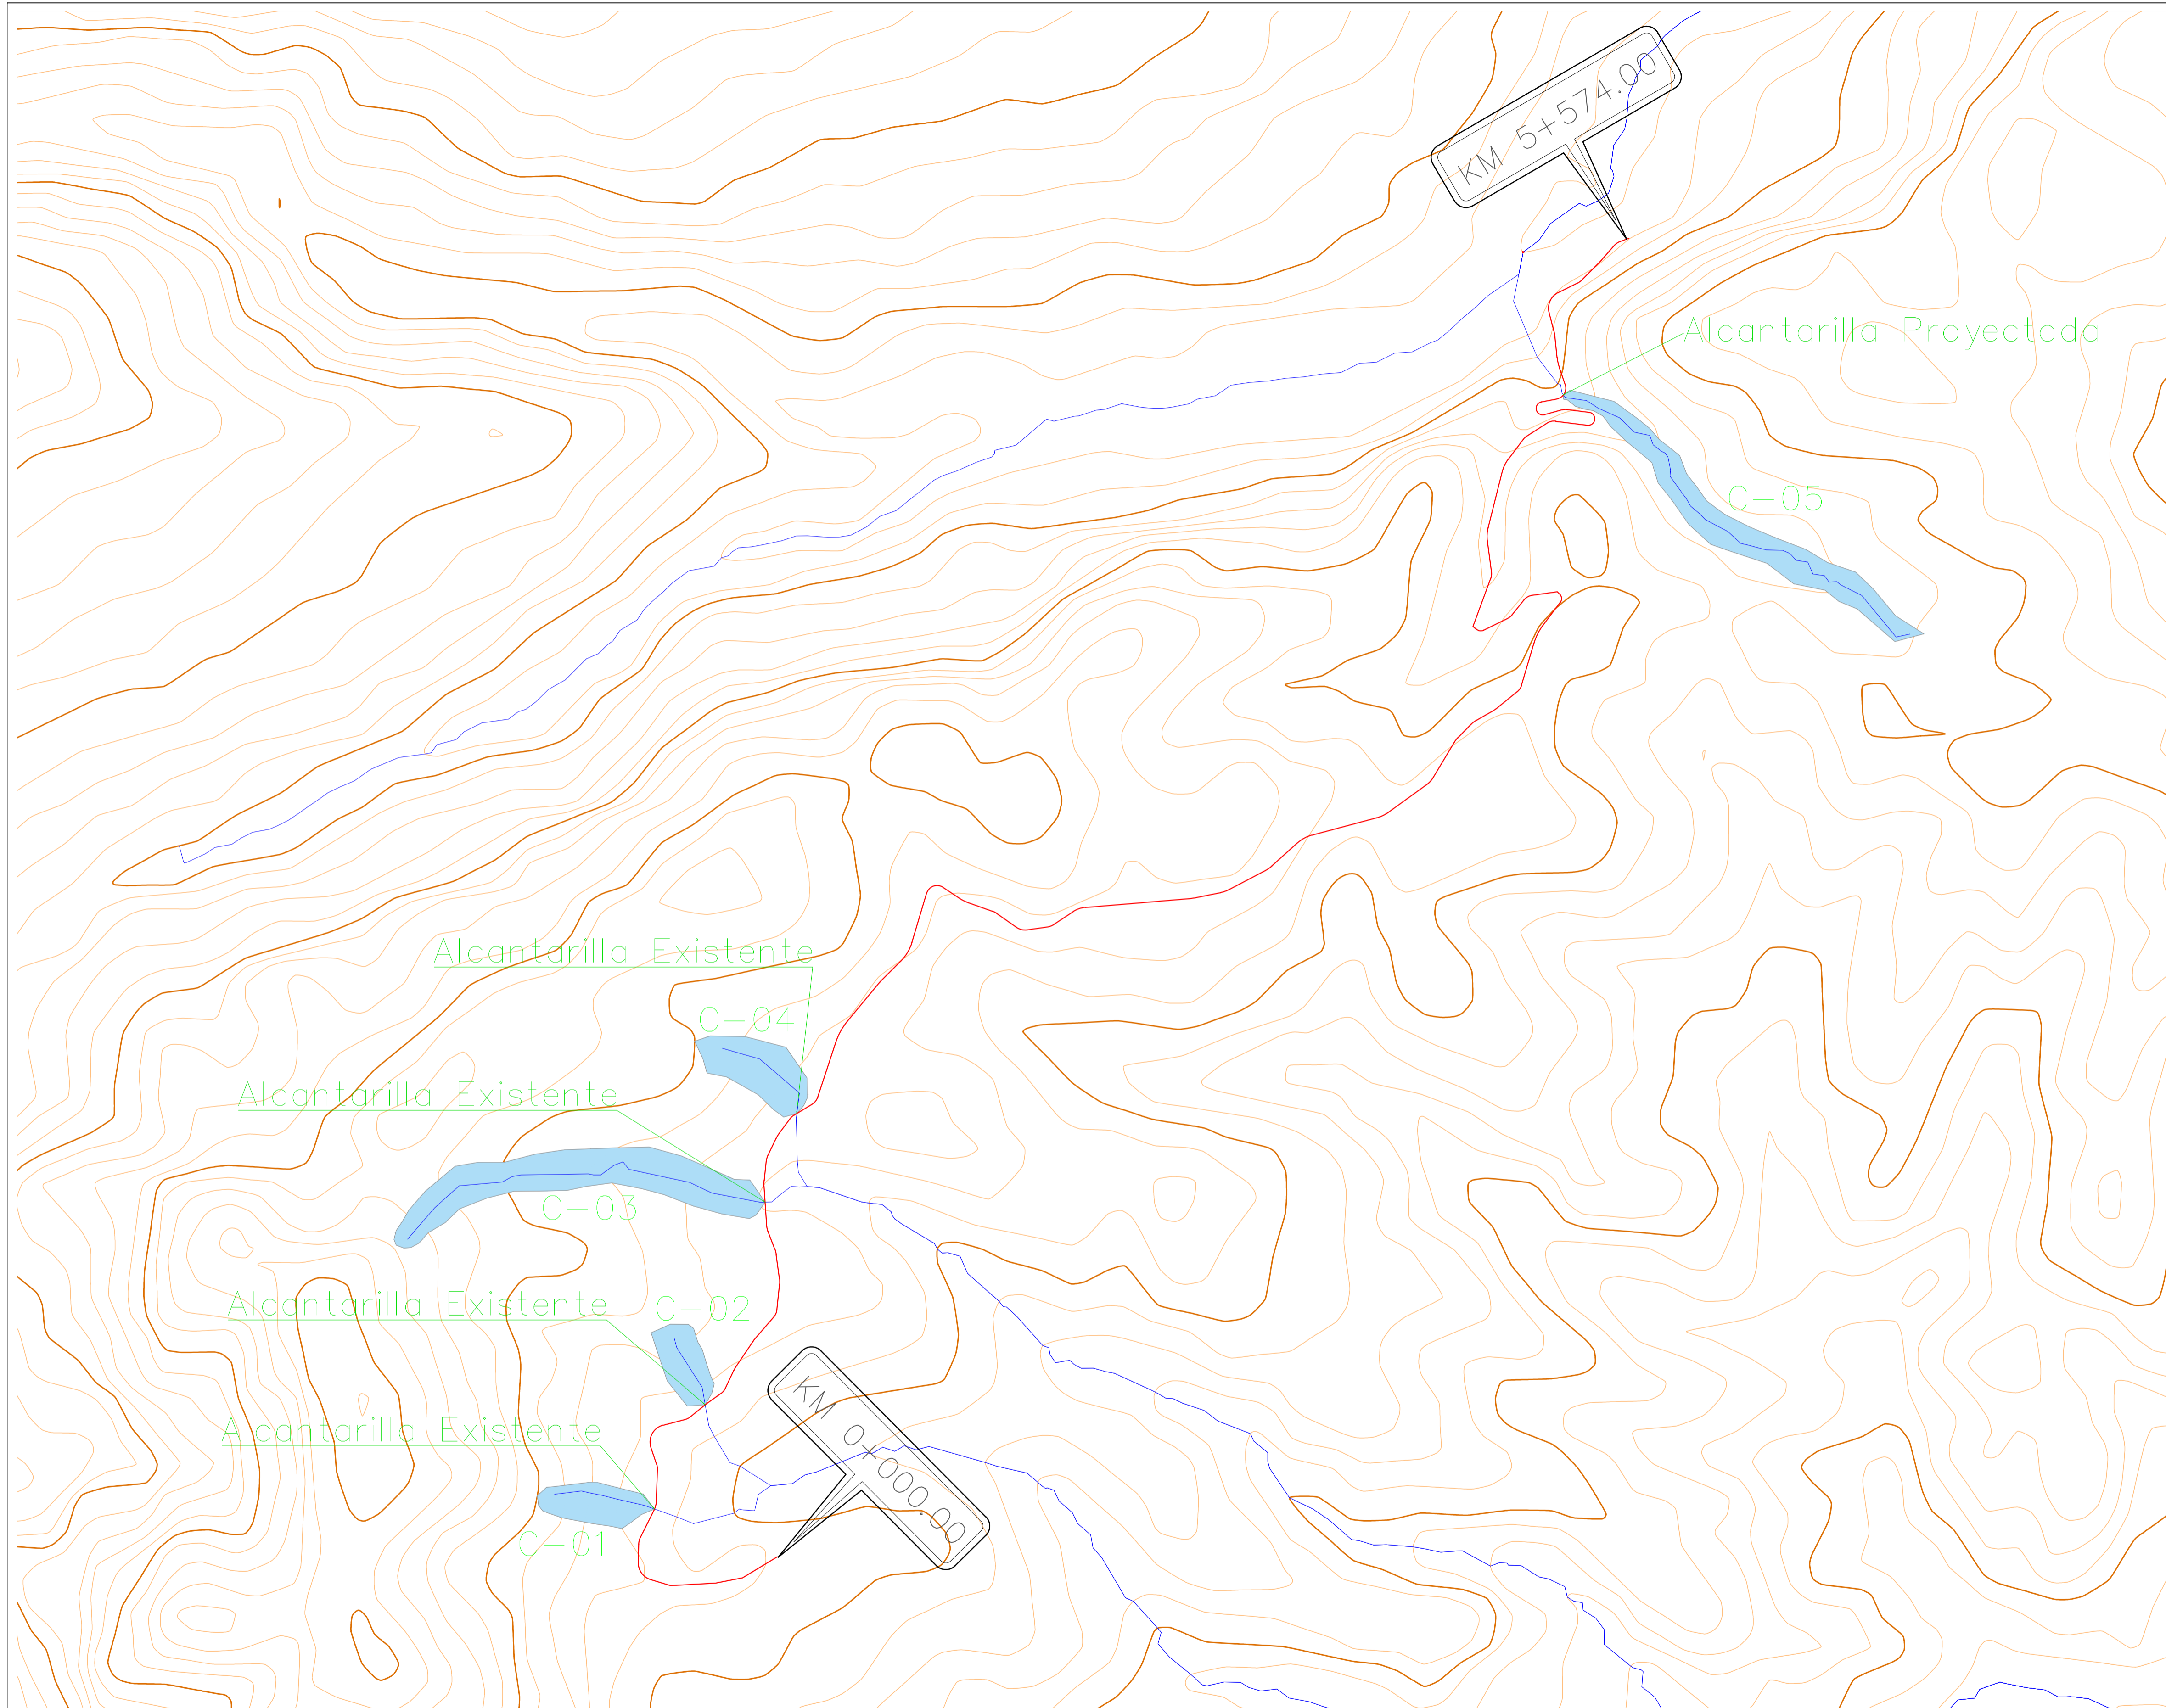 KM 5+574.00
Alcantarilla Proyectada
C-05
Alcantarilla Existente
C-04
Alcantarilla Existente
C-03
Alcantarilla Existente
C-02
KM 0+000.00
Alcantarilla Existente
C-01